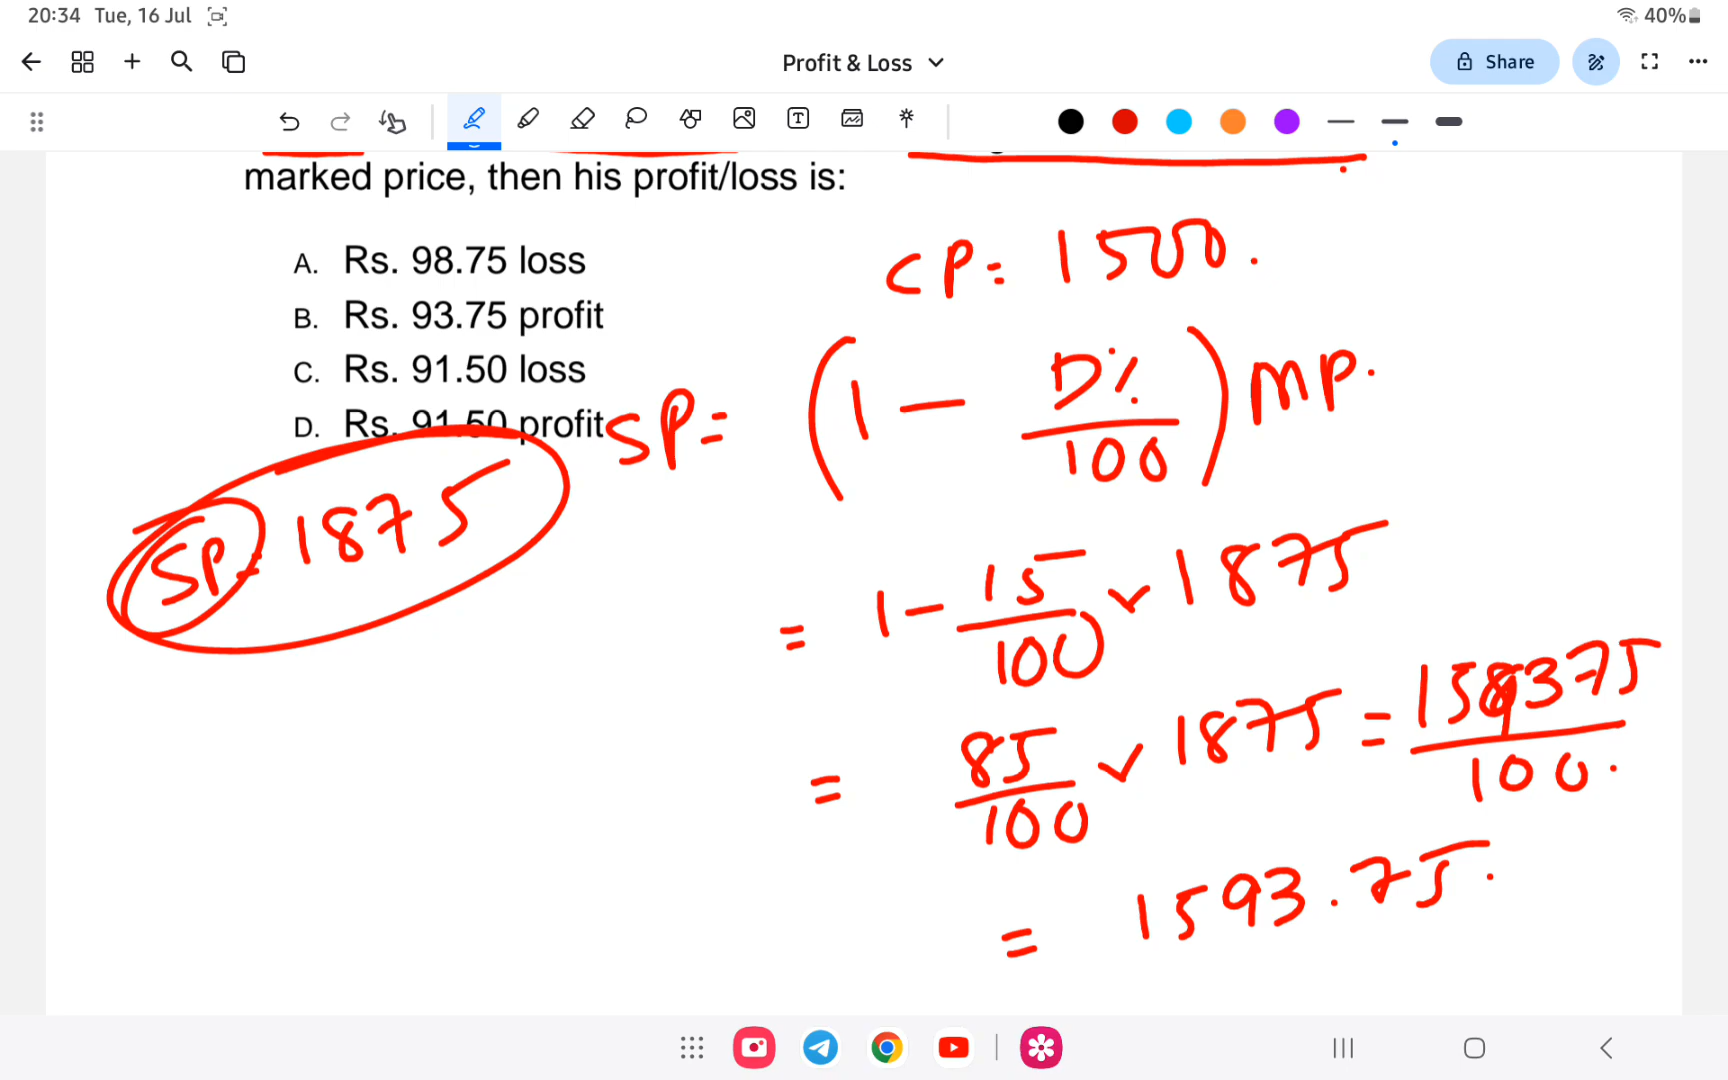 20:34 Tue, 16 Jul
40%
Profit & Loss
Share
marked price, then his profit/loss is:
A. Rs. 98.75 loss
B. Rs. 93.75 profit
C. Rs. 91.50 loss
D. Rs. 91.50 profit
CP = 1500.
SP = (1 - D%/100) MP.
SP = 1875
= 1 - 15/100 × 1875
= 85/100 × 1875 = 159375/100.
= 1593.75.